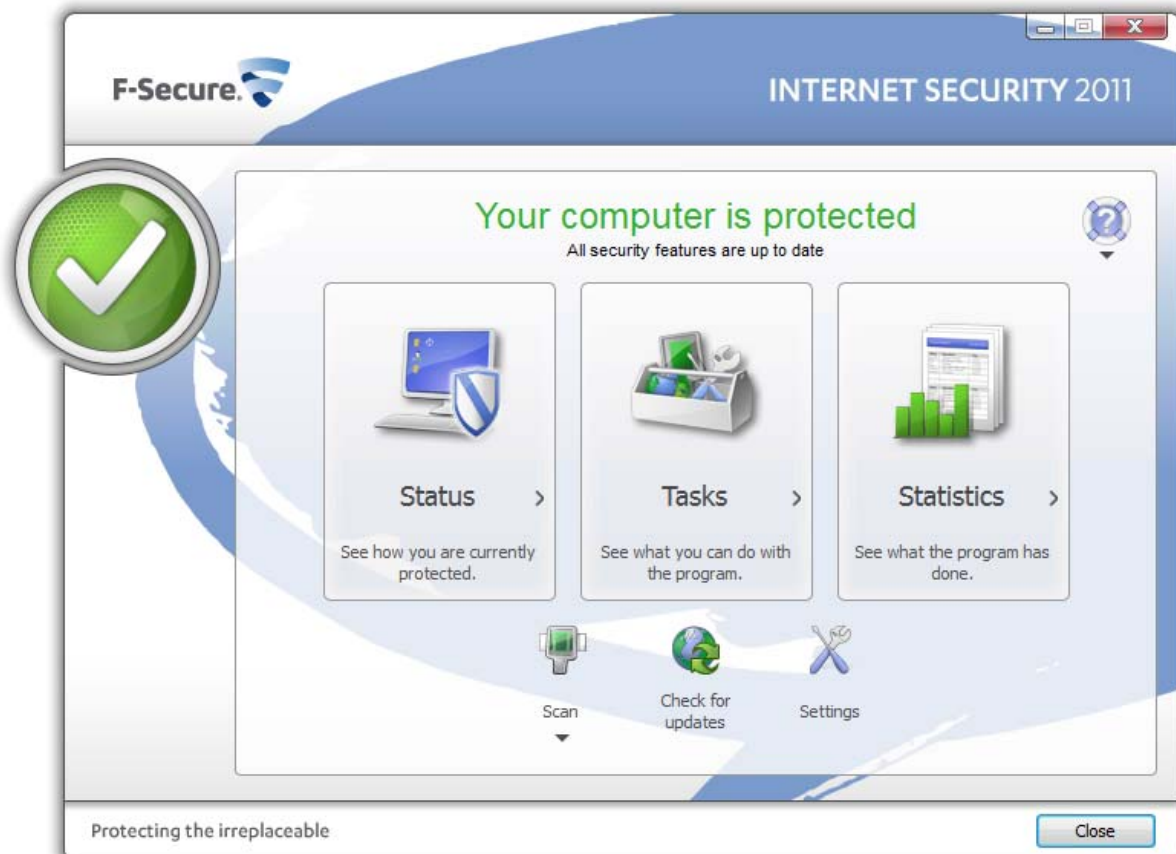 F-Secure.
INTERNET SECURITY 2011
Your computer is protected
All security features are up to date
Status
See how you are currently
protected.
Tasks
See what you can do with
the program.
Statistics
See what the program has
done.
Scan
Check for
updates
Settings
Protecting the irreplaceable
Close